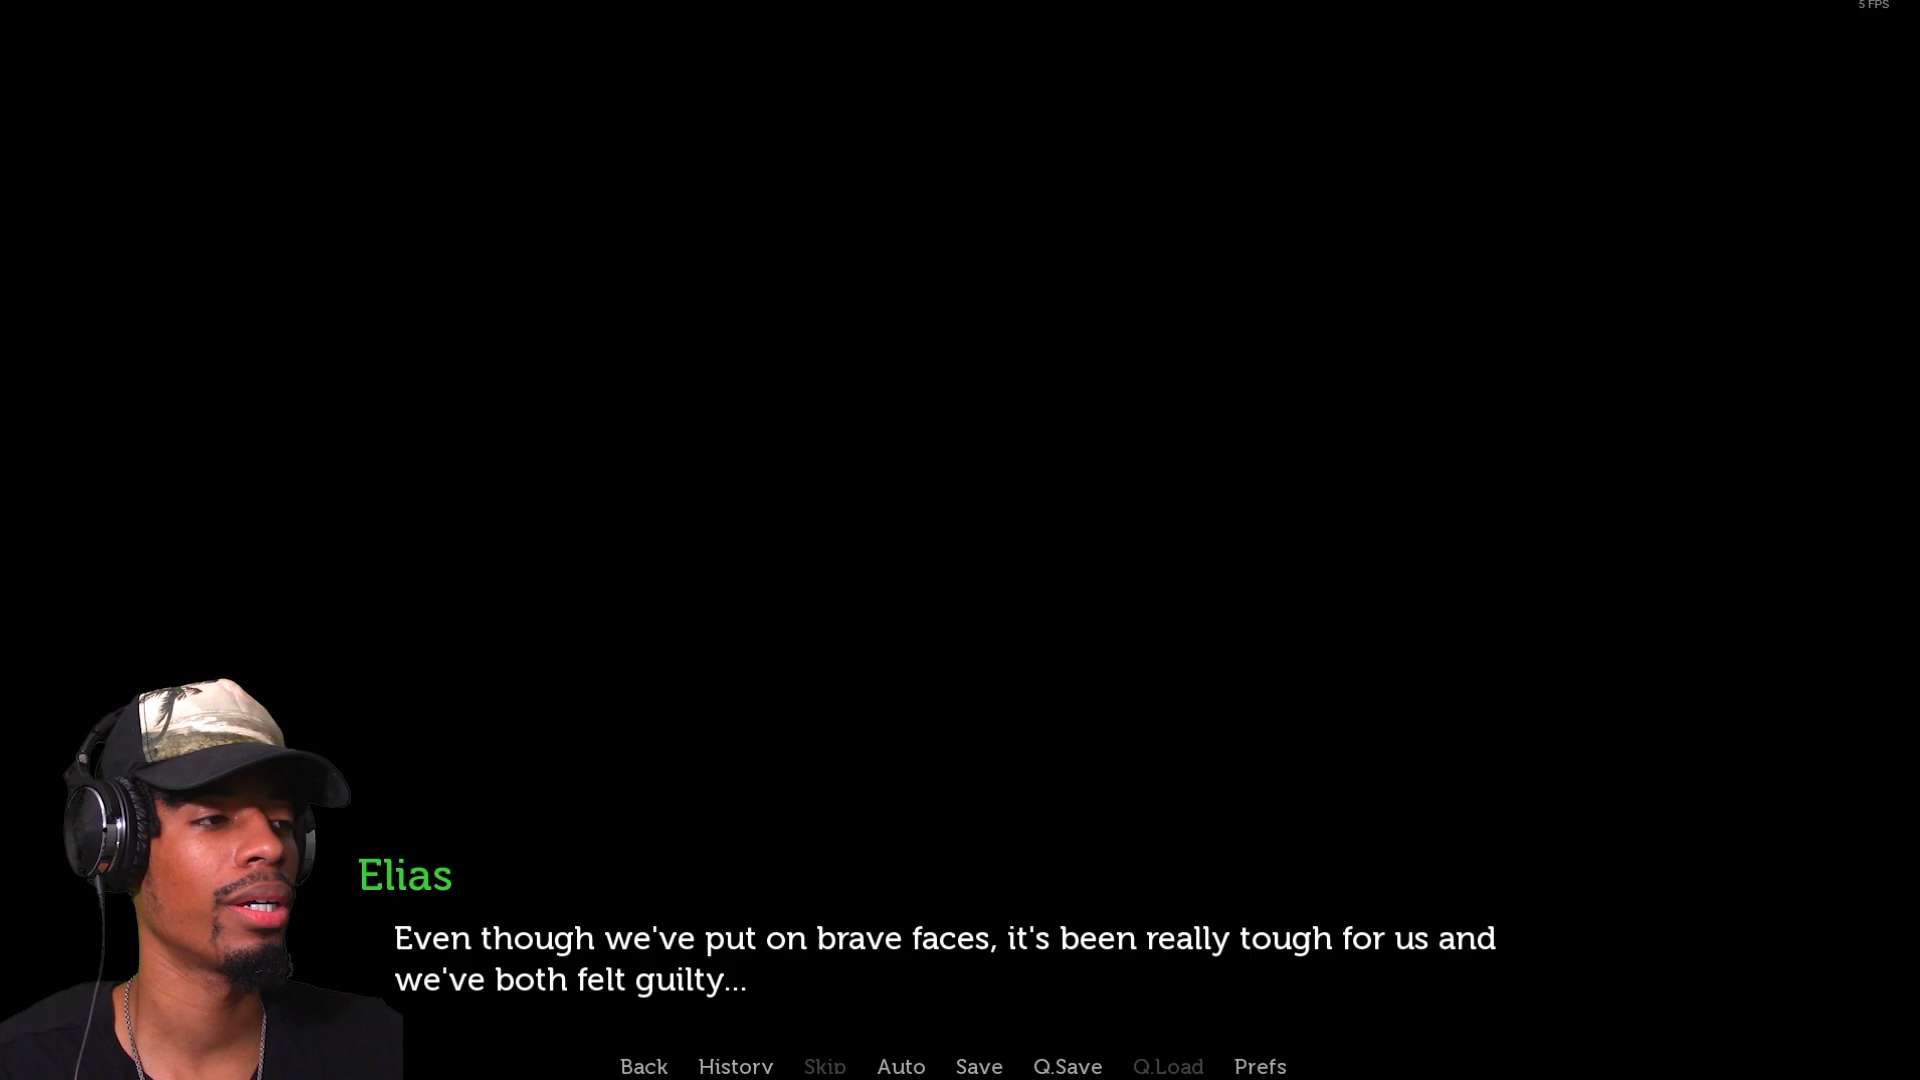 5 FPS
Elias
Even though we've put on brave faces, it's been really tough for us and
we've both felt guilty...
Back History Skip Auto Save Q.Save Q.Load Prefs